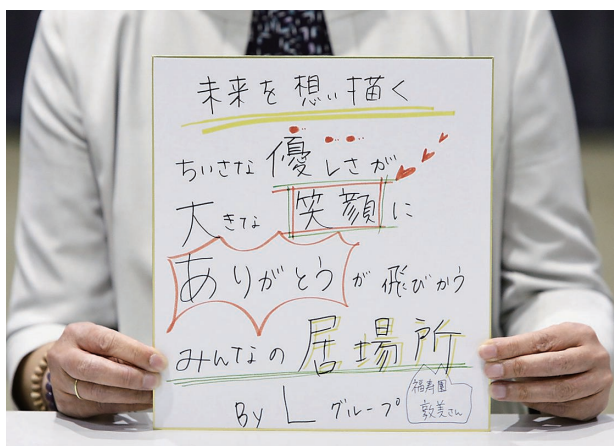 未来を想い描く
ちいさな優しさが
大きな笑顔に
ありがとうが飛びかう
みんなの居場所
By Lグループ
福寿園
敦美さん